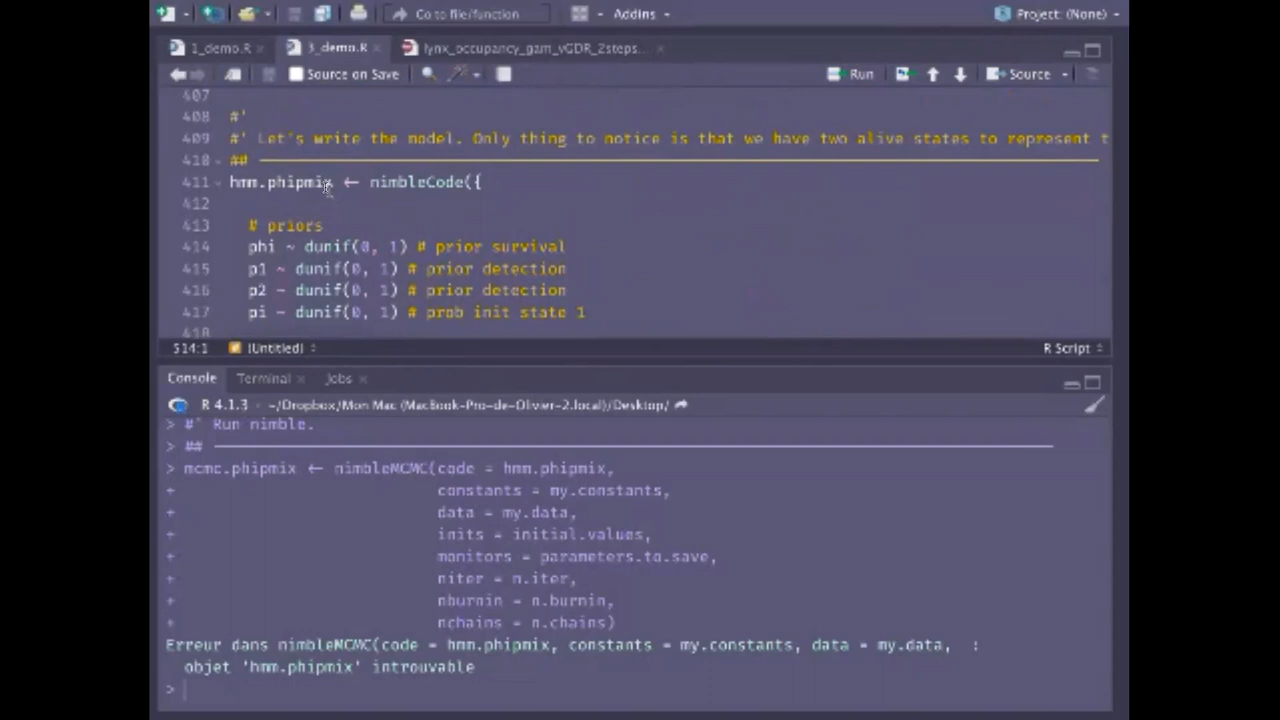 Go to file/function
Addins
Project: (None)
1_demo.R
3_demo.R
lynx_occupancy_gam_vGDR_2steps...
Source on Save
Run
Source
407
408 #'
409 #' Let's write the model. Only thing to notice is that we have two alive states to represent t
410 ##
411 hmm.phipmix ← nimbleCode({
412
413 # priors
414 phi ~ dunif(0, 1) # prior survival
415 p1 ~ dunif(0, 1) # prior detection
416 p2 ~ dunif(0, 1) # prior detection
417 pi ~ dunif(0, 1) # prob init state 1
418
514:1
(Untitled)
R Script
Console
Terminal
Jobs
R 4.1.3 · ~/Dropbox/Mon Mac (MacBook-Pro-de-Olivier-2.local)/Desktop/
> #' Run nimble.
> ##
> mcmc.phipmix ← nimbleMCMC(code = hmm.phipmix,
+ constants = my.constants,
+ data = my.data,
+ inits = initial.values,
+ monitors = parameters.to.save,
+ niter = n.iter,
+ nburnin = n.burnin,
+ nchains = n.chains)
Erreur dans nimbleMCMC(code = hmm.phipmix, constants = my.constants, data = my.data, :
objet 'hmm.phipmix' introuvable
>